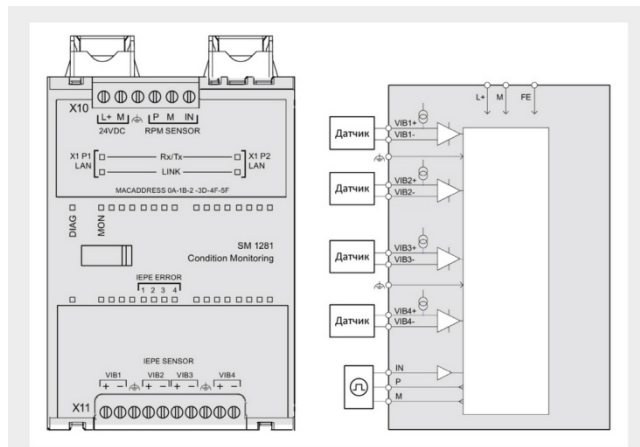 X10
L+ M P M IN
24VDC RPM SENSOR
X1 P1 Rx/Tx X1 P2
LAN LINK LAN
MACADDRESS 0A-1B-2 -3D-4F-5F
DIAG
MON
SM 1281
Condition Monitoring
IEPE ERROR
1 2 3 4
IEPE SENSOR
VIB1 VIB2 VIB3 VIB4
+ - + - + - + -
X11
L+ M FE
Датчик
VIB1+
VIB1-
Датчик
VIB2+
VIB2-
Датчик
VIB3+
VIB3-
Датчик
VIB4+
VIB4-
IN
P
M